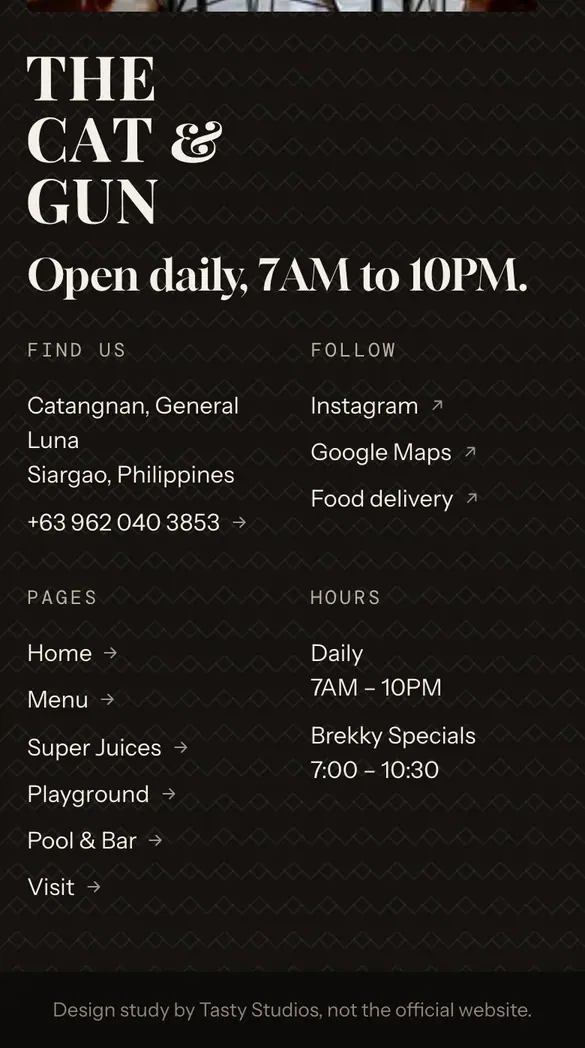 THE
CAT &
GUN
Open daily, 7AM to 10PM.
FIND US
Catangnan, General
Luna
Siargao, Philippines
+63 962 040 3853 →
FOLLOW
Instagram ↗
Google Maps ↗
Food delivery ↗
PAGES
Home →
Menu →
Super Juices →
Playground →
Pool & Bar →
Visit →
HOURS
Daily
7AM – 10PM
Brekky Specials
7:00 – 10:30
Design study by Tasty Studios, not the official website.